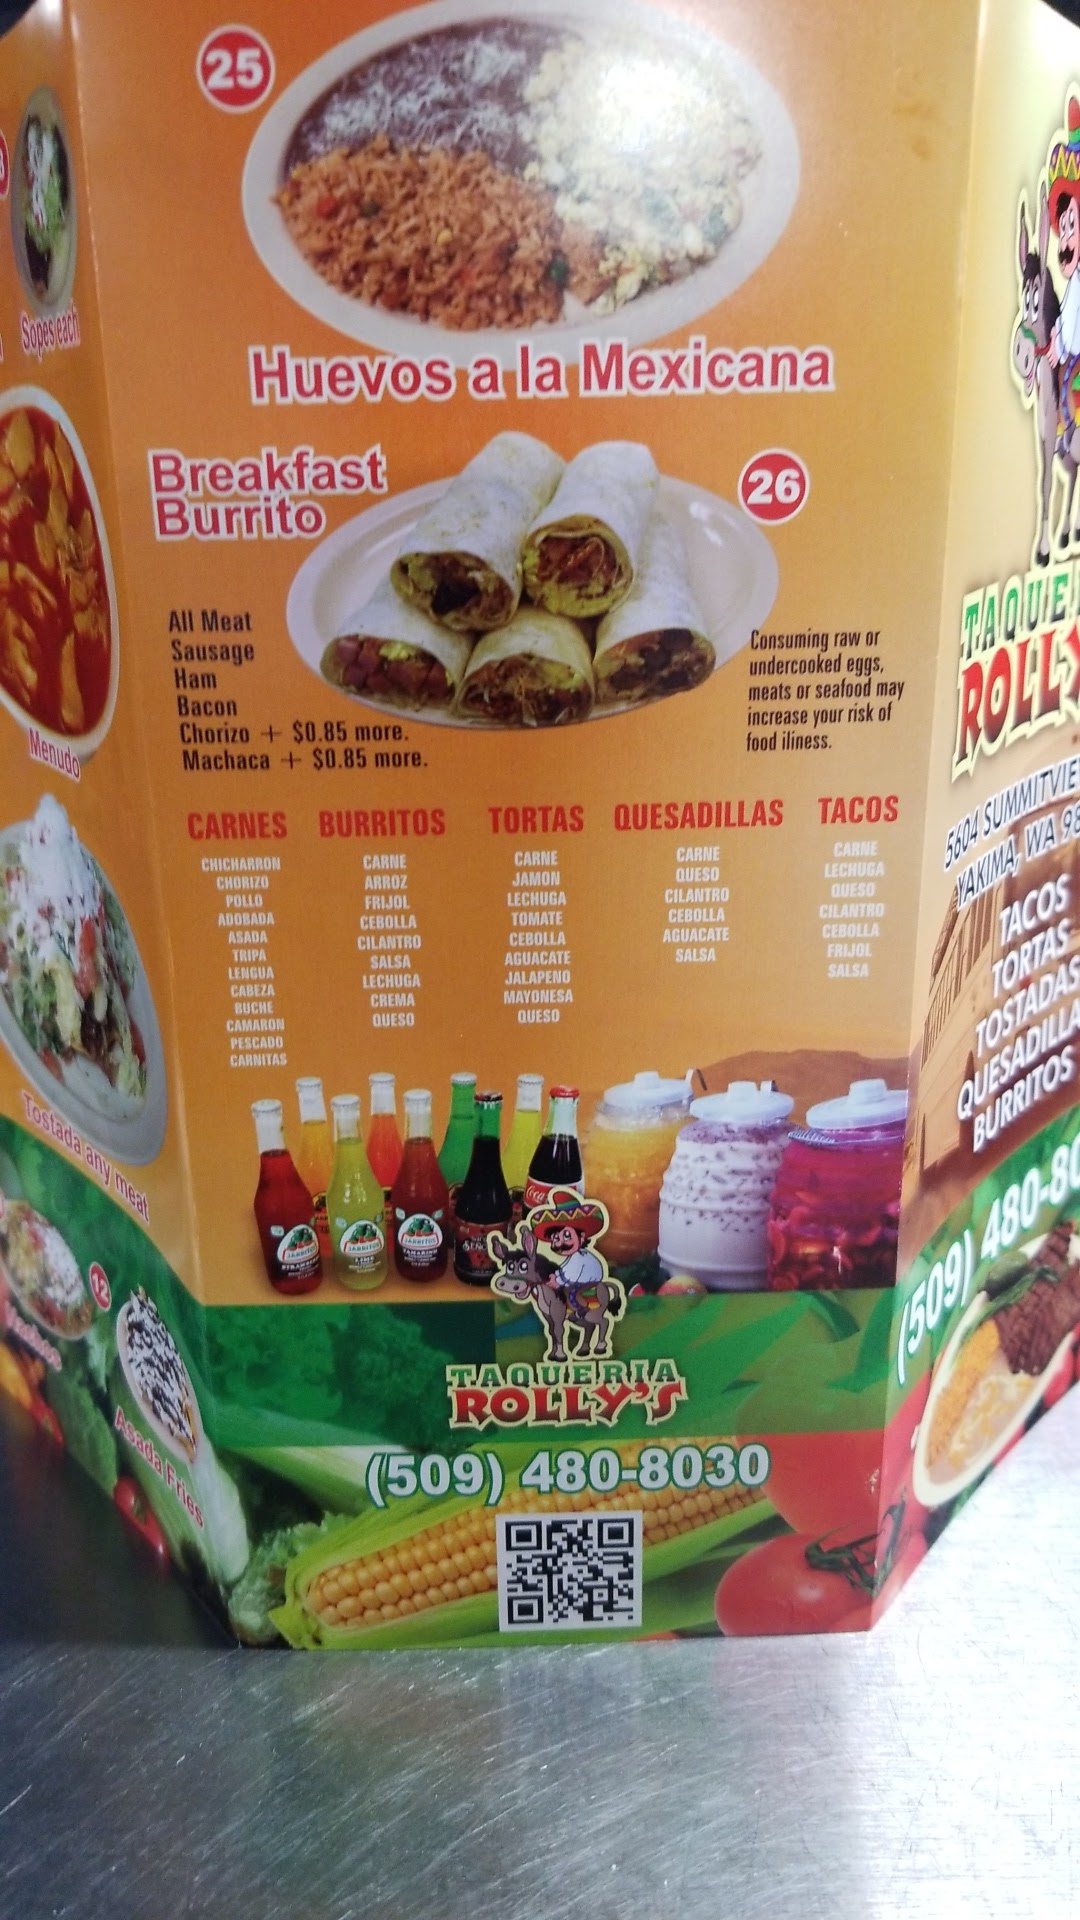 25
Huevos a la Mexicana
Breakfast
Burrito
26
All Meat
Sausage
Ham
Bacon
Chorizo + $0.85 more.
Machaca + $0.85 more.
Consuming raw or
undercooked eggs,
meats or seafood may
increase your risk of
food iliness.
CARNES
CHICHARRON
CHORIZO
POLLO
ADOBADA
ASADA
TRIPA
LENGUA
CABEZA
BUCHE
CAMARON
PESCADO
CARNITAS
BURRITOS
CARNE
ARROZ
FRIJOL
CEBOLLA
CILANTRO
SALSA
LECHUGA
CREMA
QUESO
TORTAS
CARNE
JAMON
LECHUGA
TOMATE
CEBOLLA
AGUACATE
JALAPENO
MAYONESA
QUESO
QUESADILLAS
CARNE
QUESO
CILANTRO
CEBOLLA
AGUACATE
SALSA
TACOS
CARNE
LECHUGA
QUESO
CILANTRO
CEBOLLA
FRIJOL
SALSA
JARRITOS
JARRITOS
LIME
JARRITOS
TAMARIND
TAQUERIA
ROLLY'S
(509) 480-8030
Sopes each
Menudo
Tostada any meat
12
Asada Fries
TAQUE
ROLLY
5604 SUMMITVIE
YAKIMA, WA 98
TACOS
TORTAS
TOSTADAS
QUESADILLA
BURRITOS
(509) 480-80